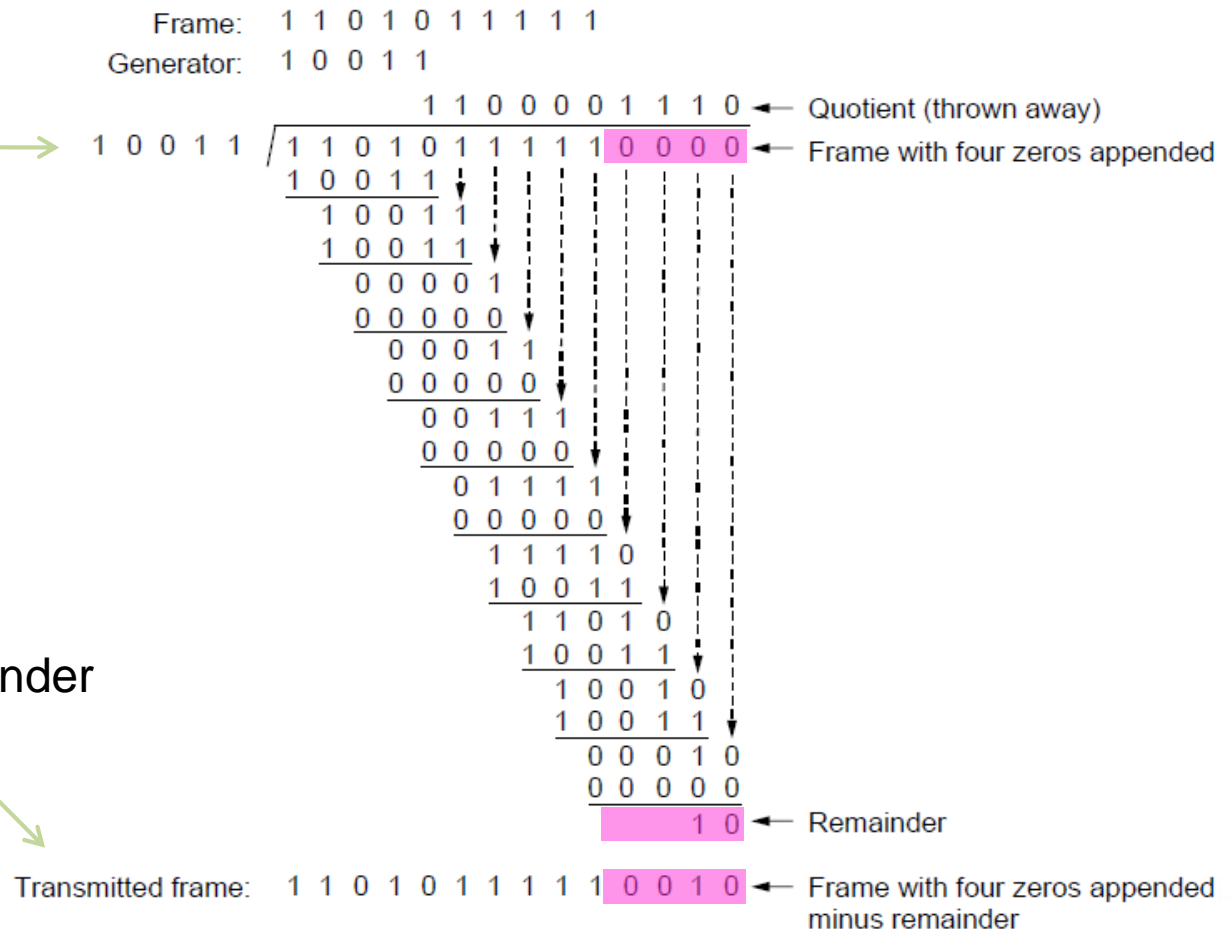 Frame: 1 1 0 1 0 1 1 1 1 1
Generator: 1 0 0 1 1
1 1 0 0 0 0 1 1 1 0 Quotient (thrown away)
1 0 0 1 1 1 1 0 1 0 1 1 1 1 1 0 0 0 0 Frame with four zeros appended
1 0 0 1 1
1 0 0 1 1
1 0 0 1 1
0 0 0 0 1
0 0 0 0 0
0 0 0 1 1
0 0 0 0 0
0 0 1 1 1
0 0 0 0 0
0 1 1 1 1
0 0 0 0 0
1 1 1 1 0
1 0 0 1 1
1 1 0 1 0
1 0 0 1 1
nder
1 0 0 1 0
1 0 0 1 1
0 0 0 1 0
0 0 0 0 0
1 0 Remainder
Transmitted frame: 1 1 0 1 0 1 1 1 1 1 0 0 1 0 Frame with four zeros appended
minus remainder